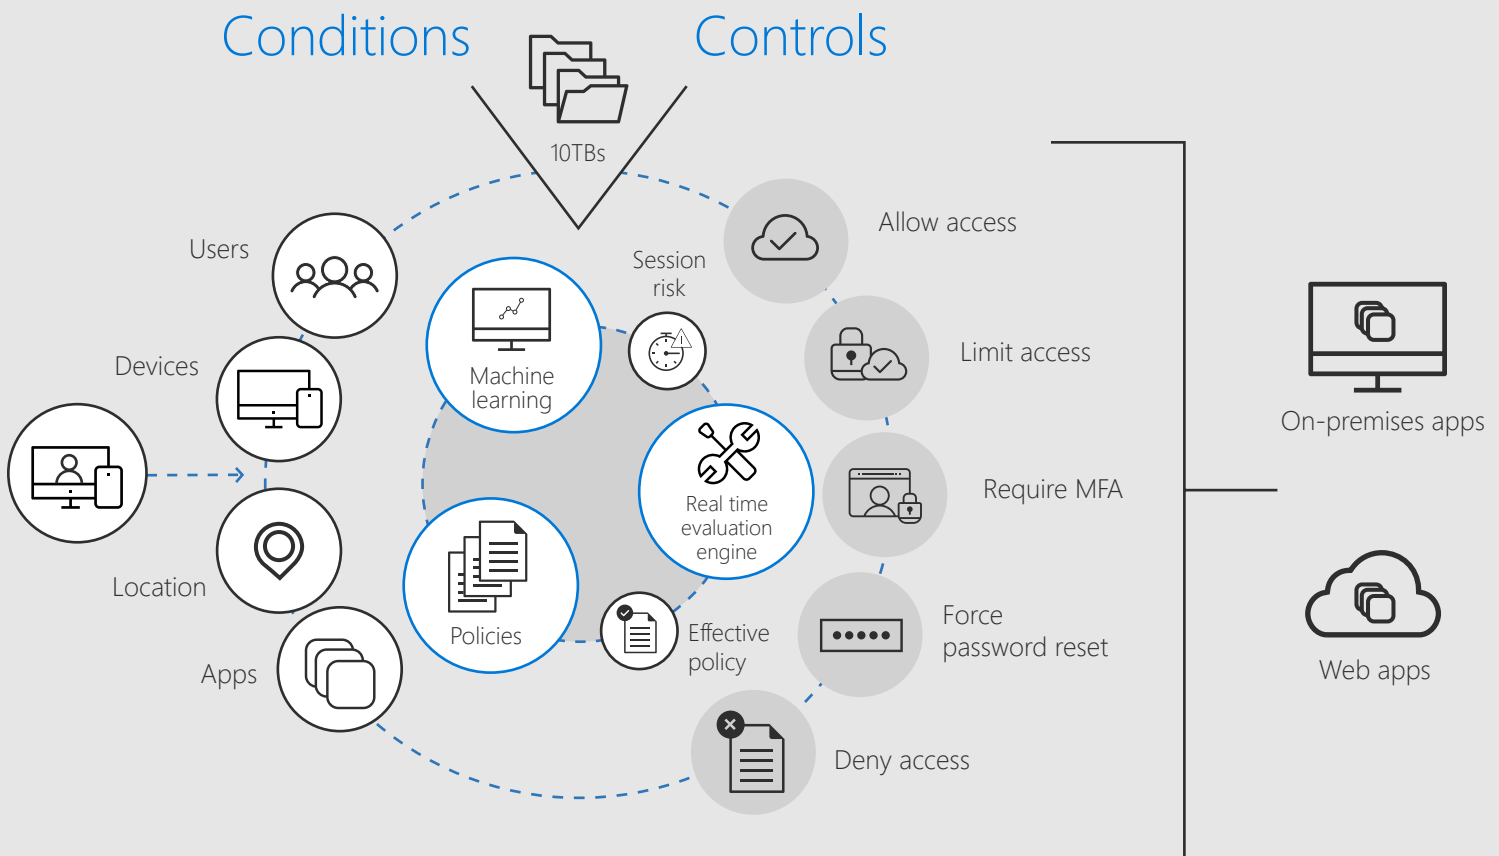 Conditions
Controls
10TBs
Users
Devices
Location
Apps
Machine
learning
Session
risk
Real time
evaluation
engine
Policies
Effective
policy
Allow access
Limit access
Require MFA
Force
password reset
Deny access
On-premises apps
Web apps